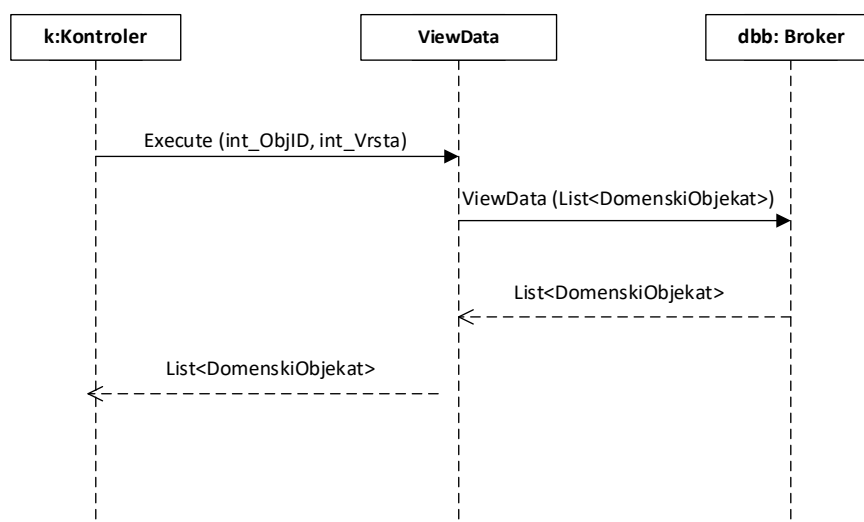 k:Kontroler
ViewData
dbb: Broker
Execute (int_ObjID, int_Vrsta)
ViewData (List<DomenskiObjekat>)
List<DomenskiObjekat>
List<DomenskiObjekat>